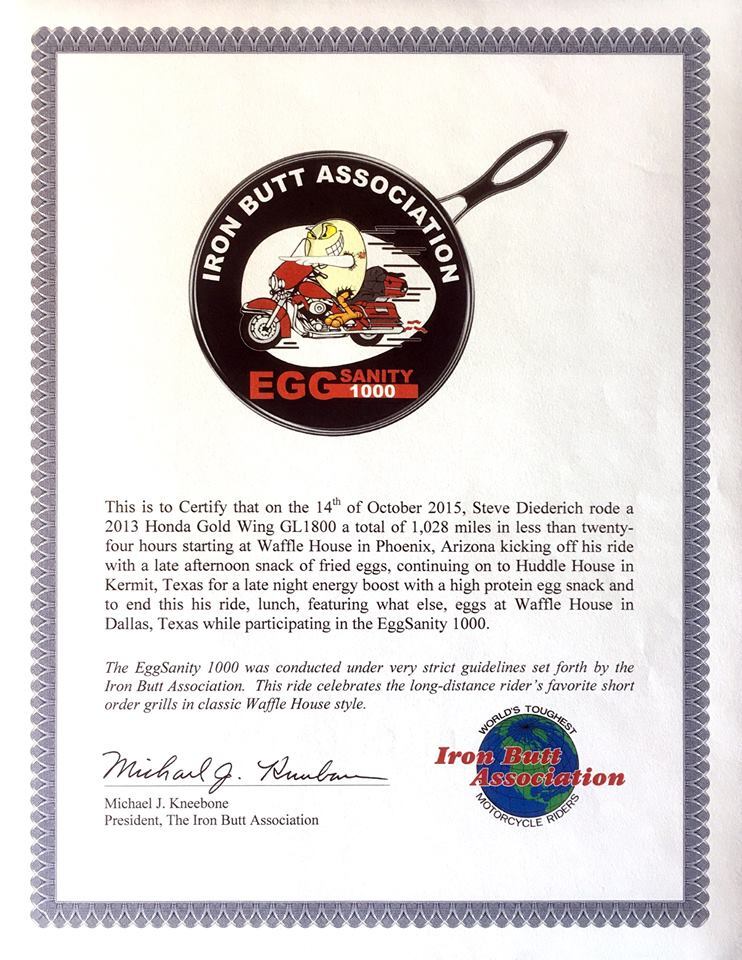 IRON BUTT ASSOCIATION
EGG SANITY
1000
This is to Certify that on the 14th of October 2015, Steve Diederich rode a
2013 Honda Gold Wing GL1800 a total of 1,028 miles in less than twenty-
four hours starting at Waffle House in Phoenix, Arizona kicking off his ride
with a late afternoon snack of fried eggs, continuing on to Huddle House in
Kermit, Texas for a late night energy boost with a high protein egg snack and
to end this his ride, lunch, featuring what else, eggs at Waffle House in
Dallas, Texas while participating in the EggSanity 1000.
The EggSanity 1000 was conducted under very strict guidelines set forth by the
Iron Butt Association. This ride celebrates the long-distance rider's favorite short
order grills in classic Waffle House style.
WORLD'S TOUGHEST
Iron Butt
Association
MOTORCYCLE RIDERS
Michael J. Kneebone
Michael J. Kneebone
President, The Iron Butt Association